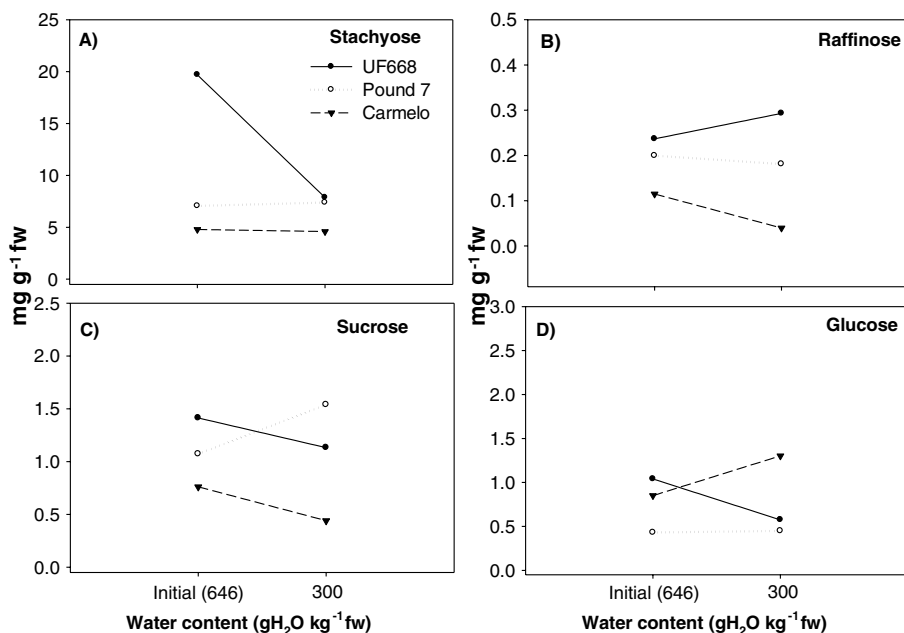 A)
Stachyose
UF668
Pound 7
Carmelo
25
20
15
10
5
0
B)
Raffinose
0.5
0.4
0.3
0.2
0.1
0.0
mg g⁻¹ fw
mg g⁻¹ fw
C)
Sucrose
2.5
2.0
1.5
1.0
0.5
0.0
D)
Glucose
3.0
2.5
2.0
1.5
1.0
0.5
0.0
Initial (646) 300
Water content (gH₂O kg⁻¹ fw)
Initial (646) 300
Water content (gH₂O kg⁻¹ fw)